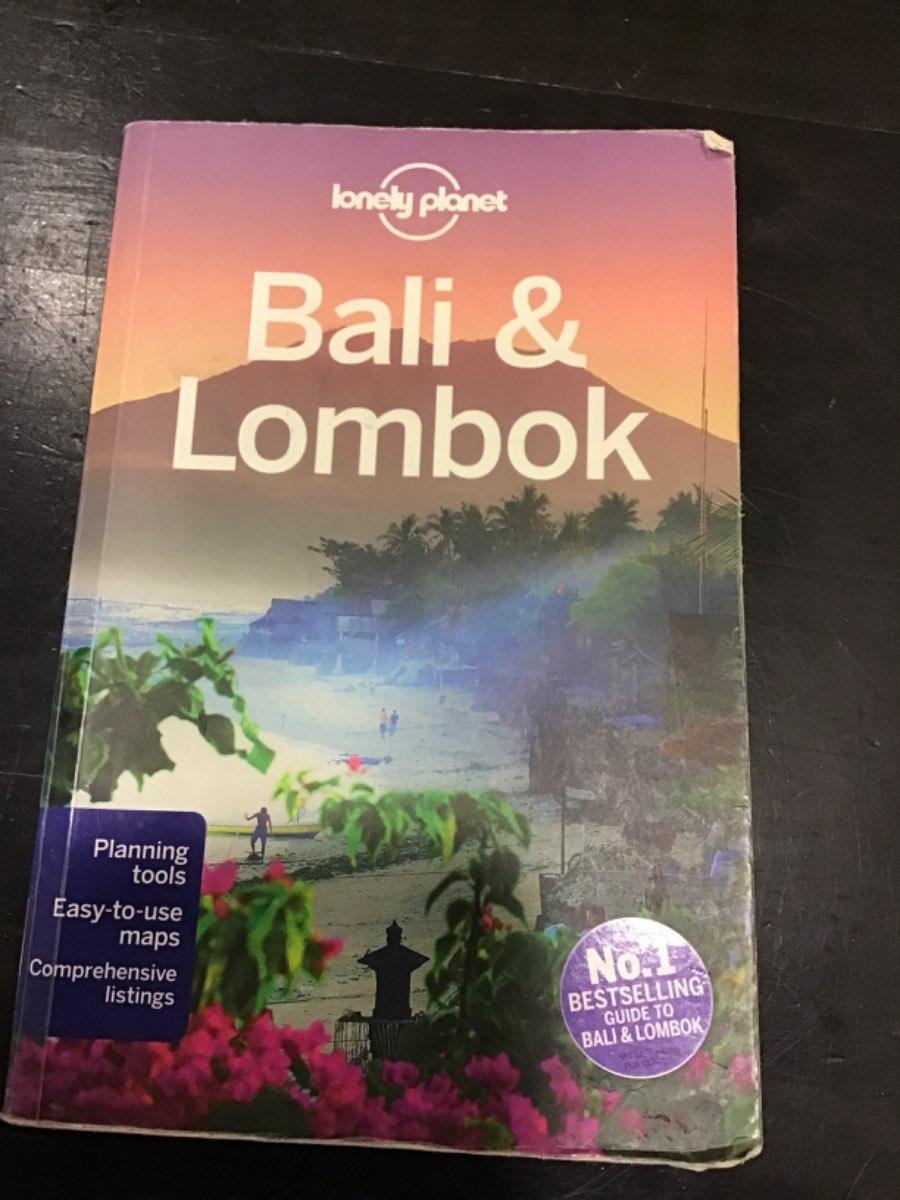 lonely planet
Bali &
Lombok
Planning
tools
Easy-to-use
maps
Comprehensive
listings
No.1
BESTSELLING
GUIDE TO
BALI & LOMBOK